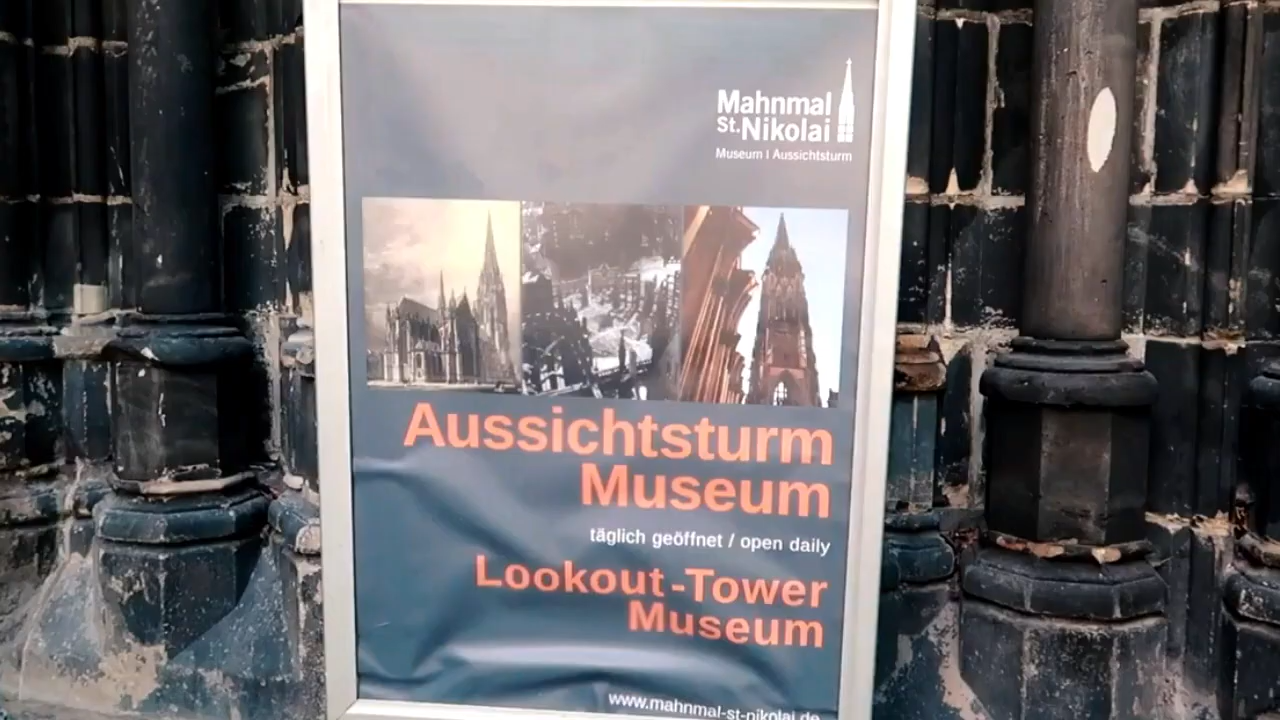 Mahnmal
St. Nikolai
Museum | Aussichtsturm
Aussichtsturm
Museum
täglich geöffnet / open daily
Lookout-Tower
Museum
www.mahnmal-st-nikolai.de